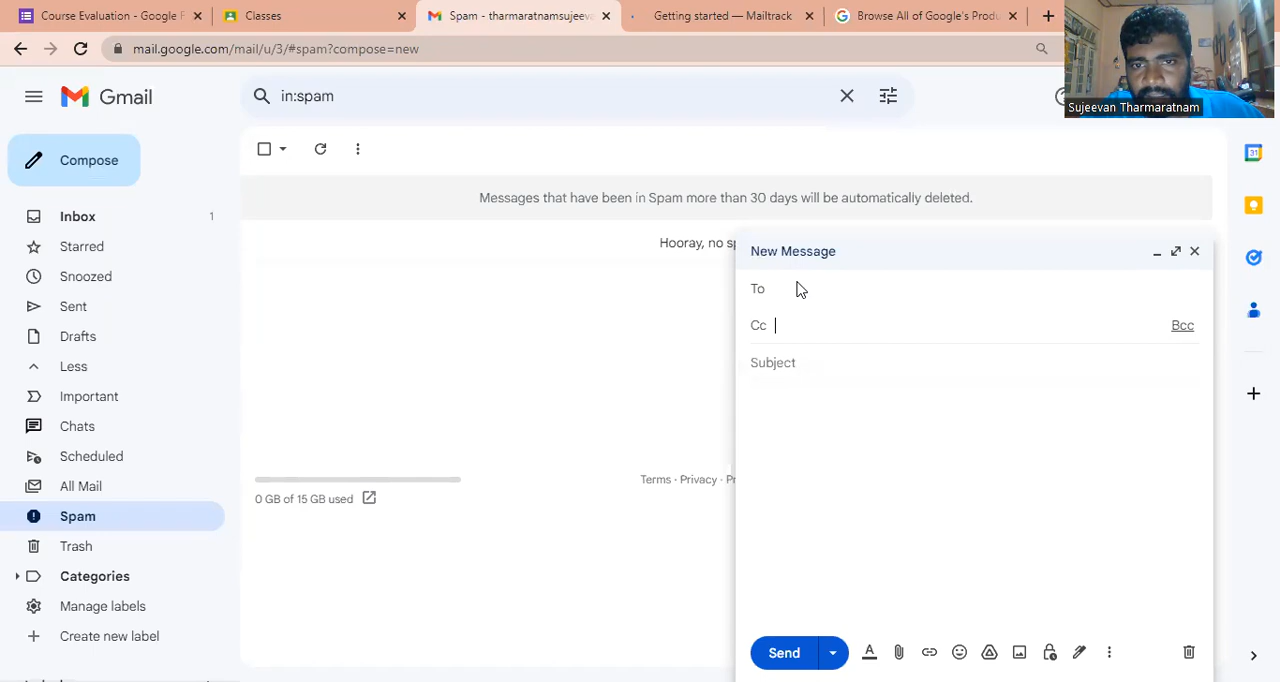 Course Evaluation - Google F
Classes
Spam - tharmaratnamsujeeva
Getting started — Mailtrack
Browse All of Google's Produ
mail.google.com/mail/u/3/#spam?compose=new
Sujeevan Tharmaratnam
Gmail
in:spam
Compose
Messages that have been in Spam more than 30 days will be automatically deleted.
Hooray, no sp
Inbox 1
Starred
Snoozed
Sent
Drafts
Less
Important
Chats
Scheduled
All Mail
Spam
Trash
Categories
Manage labels
Create new label
0 GB of 15 GB used
Terms · Privacy · Pr
New Message
To
Cc Bcc
Subject
Send
31